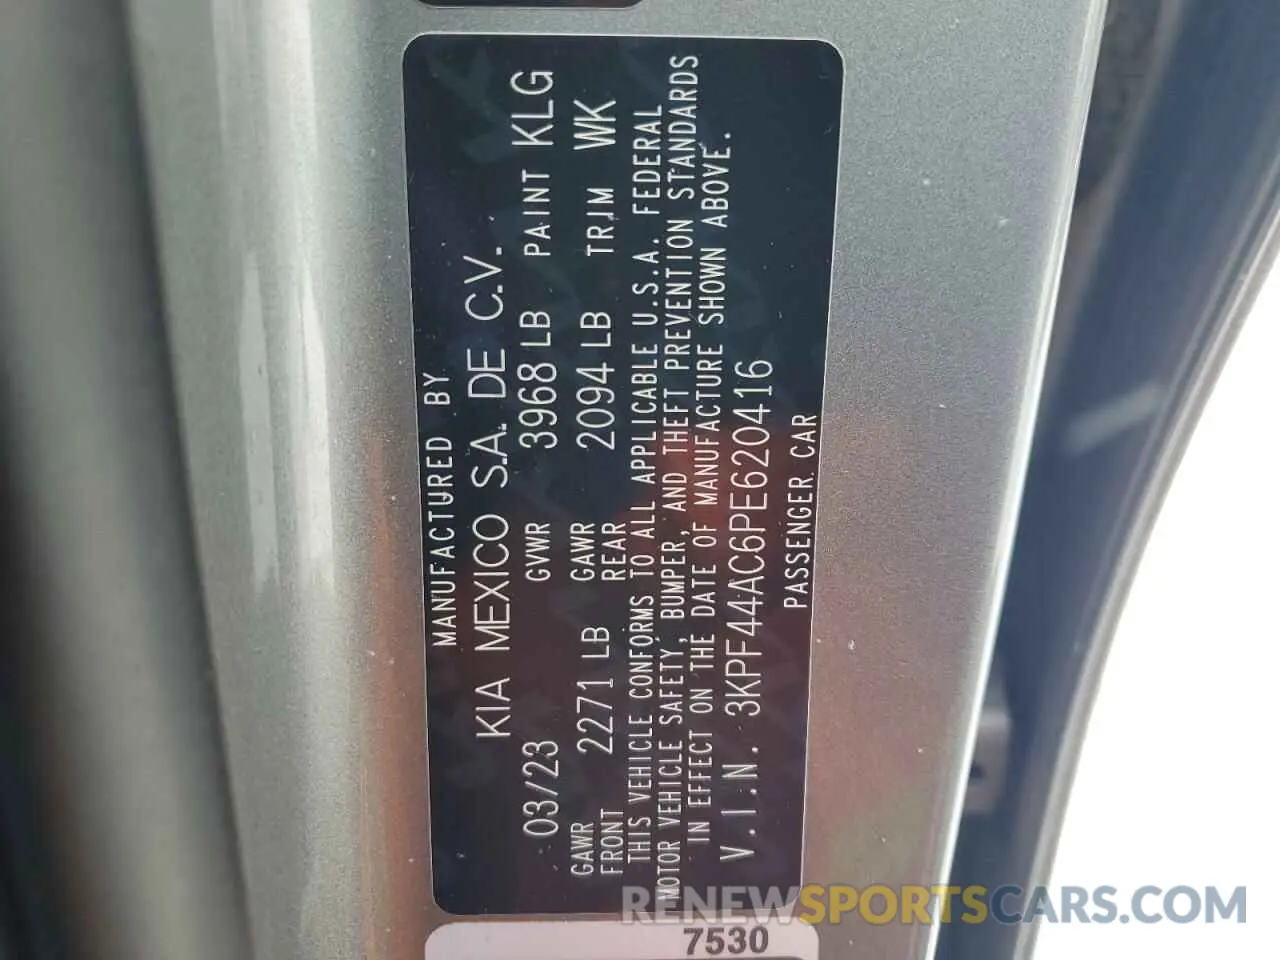 MANUFACTURED BY
KIA MEXICO S.A. DE C.V.
03/23 GVWR 3968 LB PAINT KLG
GAWR FRONT 2271 LB GAWR REAR 2094 LB TRIM WK
THIS VEHICLE CONFORMS TO ALL APPLICABLE U.S.A. FEDERAL
MOTOR VEHICLE SAFETY, BUMPER, AND THEFT PREVENTION STANDARDS
IN EFFECT ON THE DATE OF MANUFACTURE SHOWN ABOVE.
V.I.N. 3KPF44AC6PE620416
PASSENGER CAR
7530
RENEWSPORTSCARS.COM